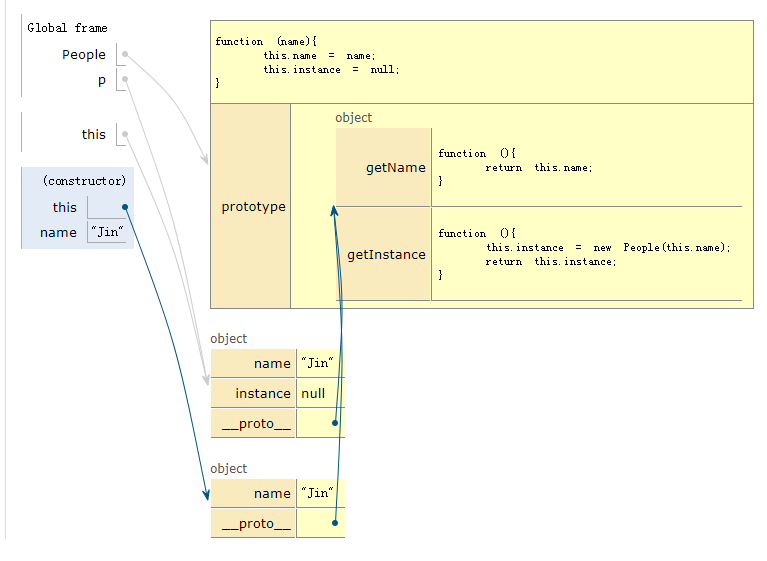 Global frame
People
p
this
(constructor)
this
name "Jin"
function (name){
this.name = name;
this.instance = null;
}
prototype
object
getName
function (){
return this.name;
}
getInstance
function (){
this.instance = new People(this.name);
return this.instance;
}
object
name "Jin"
instance null
__proto__
object
name "Jin"
__proto__